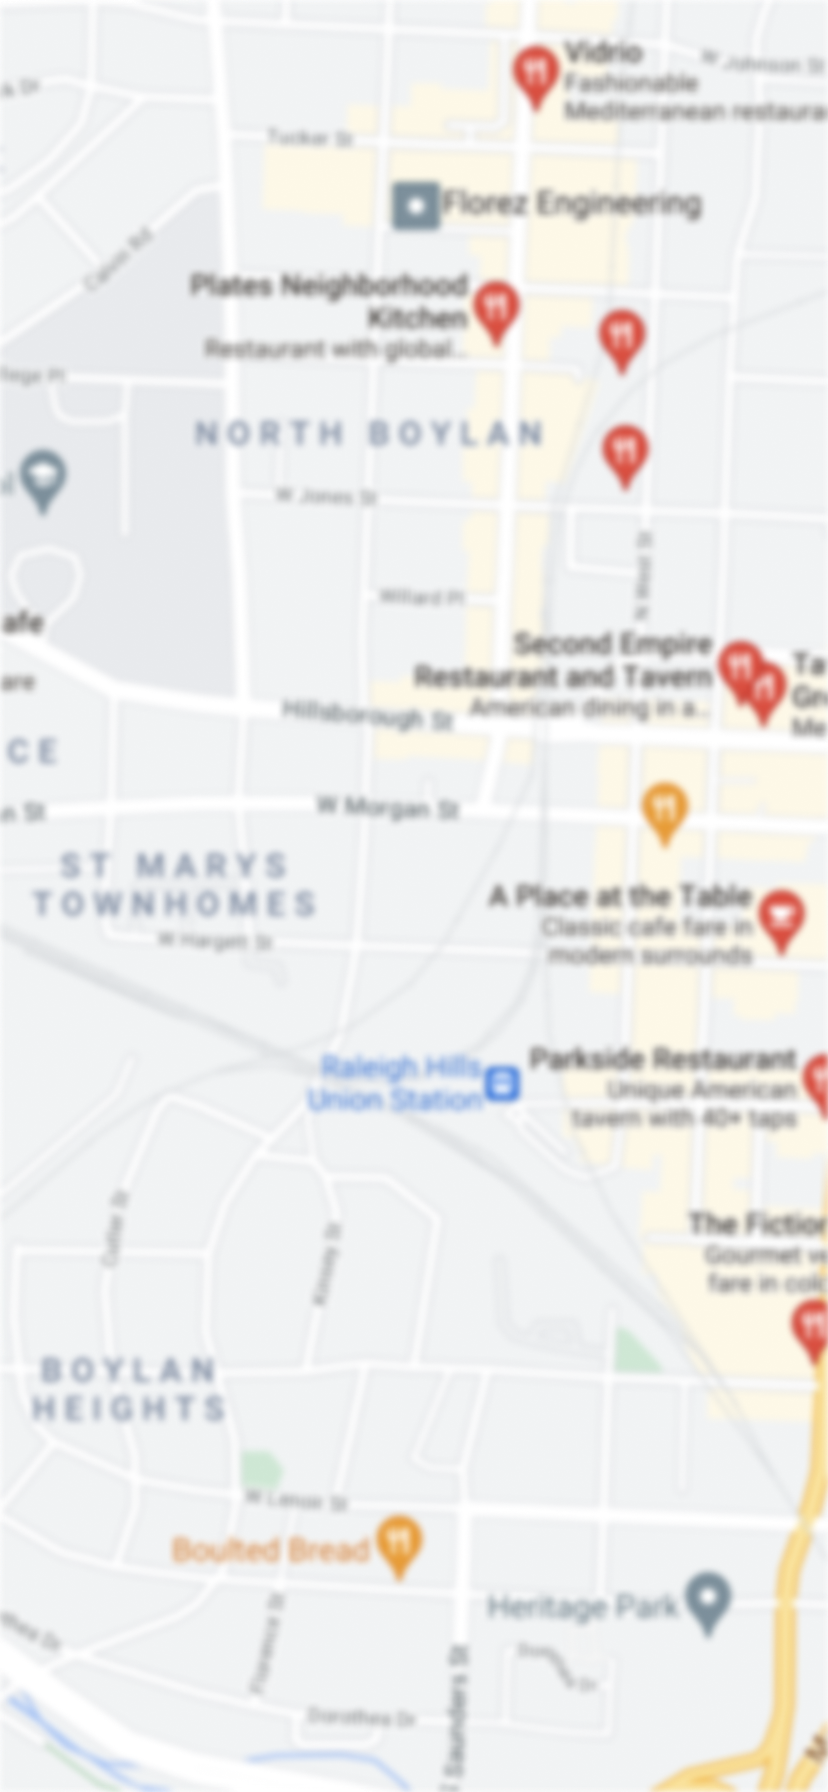 Vidrio
Fashionable
Mediterranean restaura
W Johnson St
Tucker St
Florez Engineering
Plates Neighborhood
Kitchen
Restaurant with global...
NORTH BOYLAN
W Jones St
N West St
Willard Pl
afe
are
Second Empire
Restaurant and Tavern
American dining in a...
Ta
Gr
Me
Hillsborough St
CE
W Morgan St
n St
ST MARYS
TOWNHOMES
A Place at the Table
Classic cafe fare in
modern surrounds
W Hargett St
Raleigh Hills
Union Station
Parkside Restaurant
Unique American
tavern with 40+ taps
Cutler St
Kinsey St
The Fiction
Gourmet ve
fare in colo
BOYLAN
HEIGHTS
W Lenoir St
Boulted Bread
Heritage Park
Florence St
Saunders St
Dorothea Dr